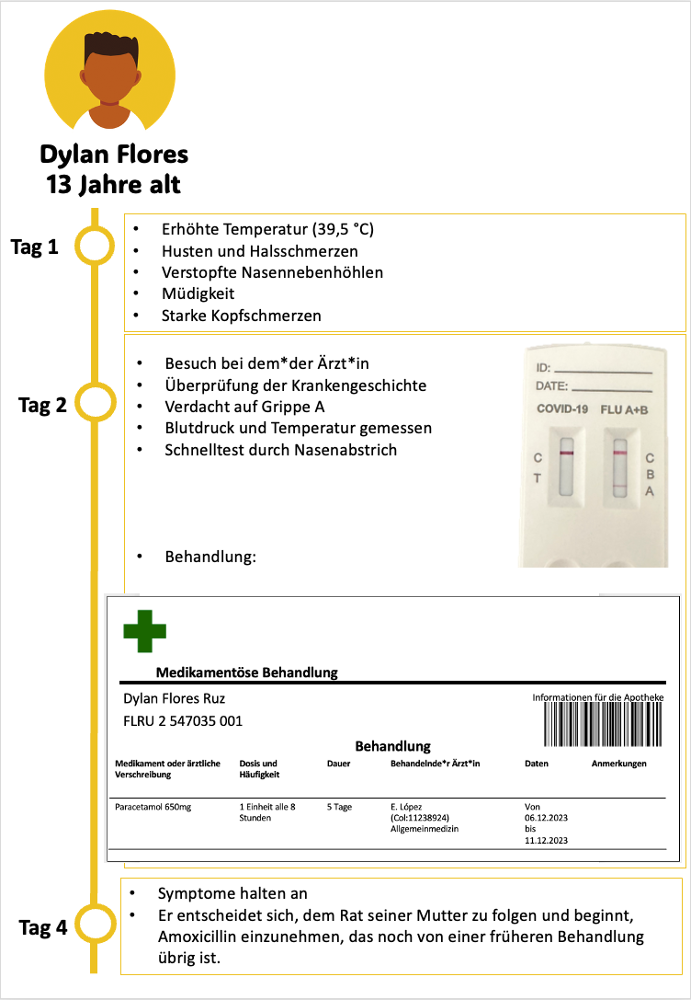 Dylan Flores
13 Jahre alt
Tag 1
• Erhöhte Temperatur (39,5 °C)
• Husten und Halsschmerzen
• Verstopfte Nasennebenhöhlen
• Müdigkeit
• Starke Kopfschmerzen
Tag 2
• Besuch bei dem*der Ärzt*in
• Überprüfung der Krankengeschichte
• Verdacht auf Grippe A
• Blutdruck und Temperatur gemessen
• Schnelltest durch Nasenabstrich
ID:
DATE:
COVID-19 FLU A+B
C C
T B
A
• Behandlung:
Medikamentöse Behandlung
Dylan Flores Ruz
Informationen für die Apotheke
FLRU 2 547035 001
Behandlung
Medikament oder ärztliche Verschreibung
Dosis und Häufigkeit
Dauer
Behandelnde*r Ärzt*in
Daten
Anmerkungen
Paracetamol 650mg
1 Einheit alle 8
Stunden
5 Tage
E. López
(Col:11238924)
Allgemeinmedizin
Von
06.12.2023
bis
11.12.2023
Tag 4
• Symptome halten an
• Er entscheidet sich, dem Rat seiner Mutter zu folgen und beginnt,
Amoxicillin einzunehmen, das noch von einer früheren Behandlung
übrig ist.